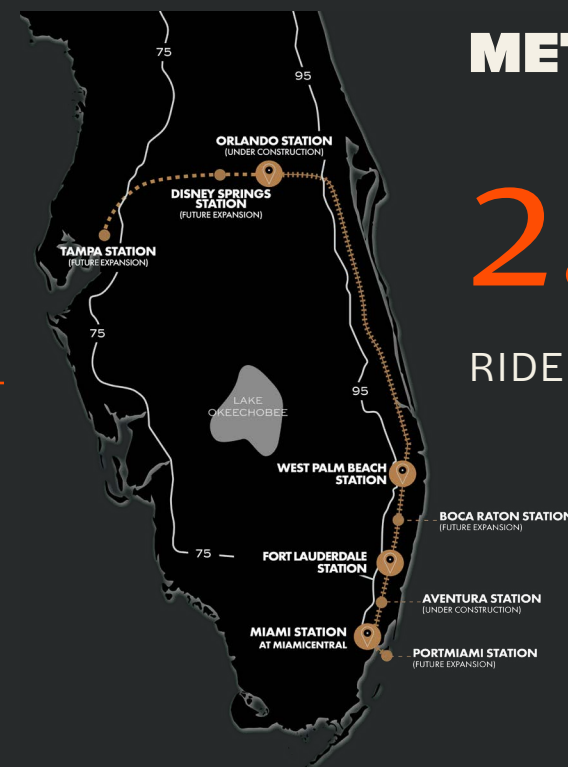 75
95
MET
ORLANDO STATION
(UNDER CONSTRUCTION)
DISNEY SPRINGS
STATION
(FUTURE EXPANSION)
TAMPA STATION
(FUTURE EXPANSION)
2
75
RIDE
95
LAKE
OKEECHOBEE
WEST PALM BEACH
STATION
BOCA RATON STATION
(FUTURE EXPANSION)
75
FORT LAUDERDALE
STATION
AVENTURA STATION
(UNDER CONSTRUCTION)
MIAMI STATION
AT MIAMICENTRAL
PORTMIAMI STATION
(FUTURE EXPANSION)